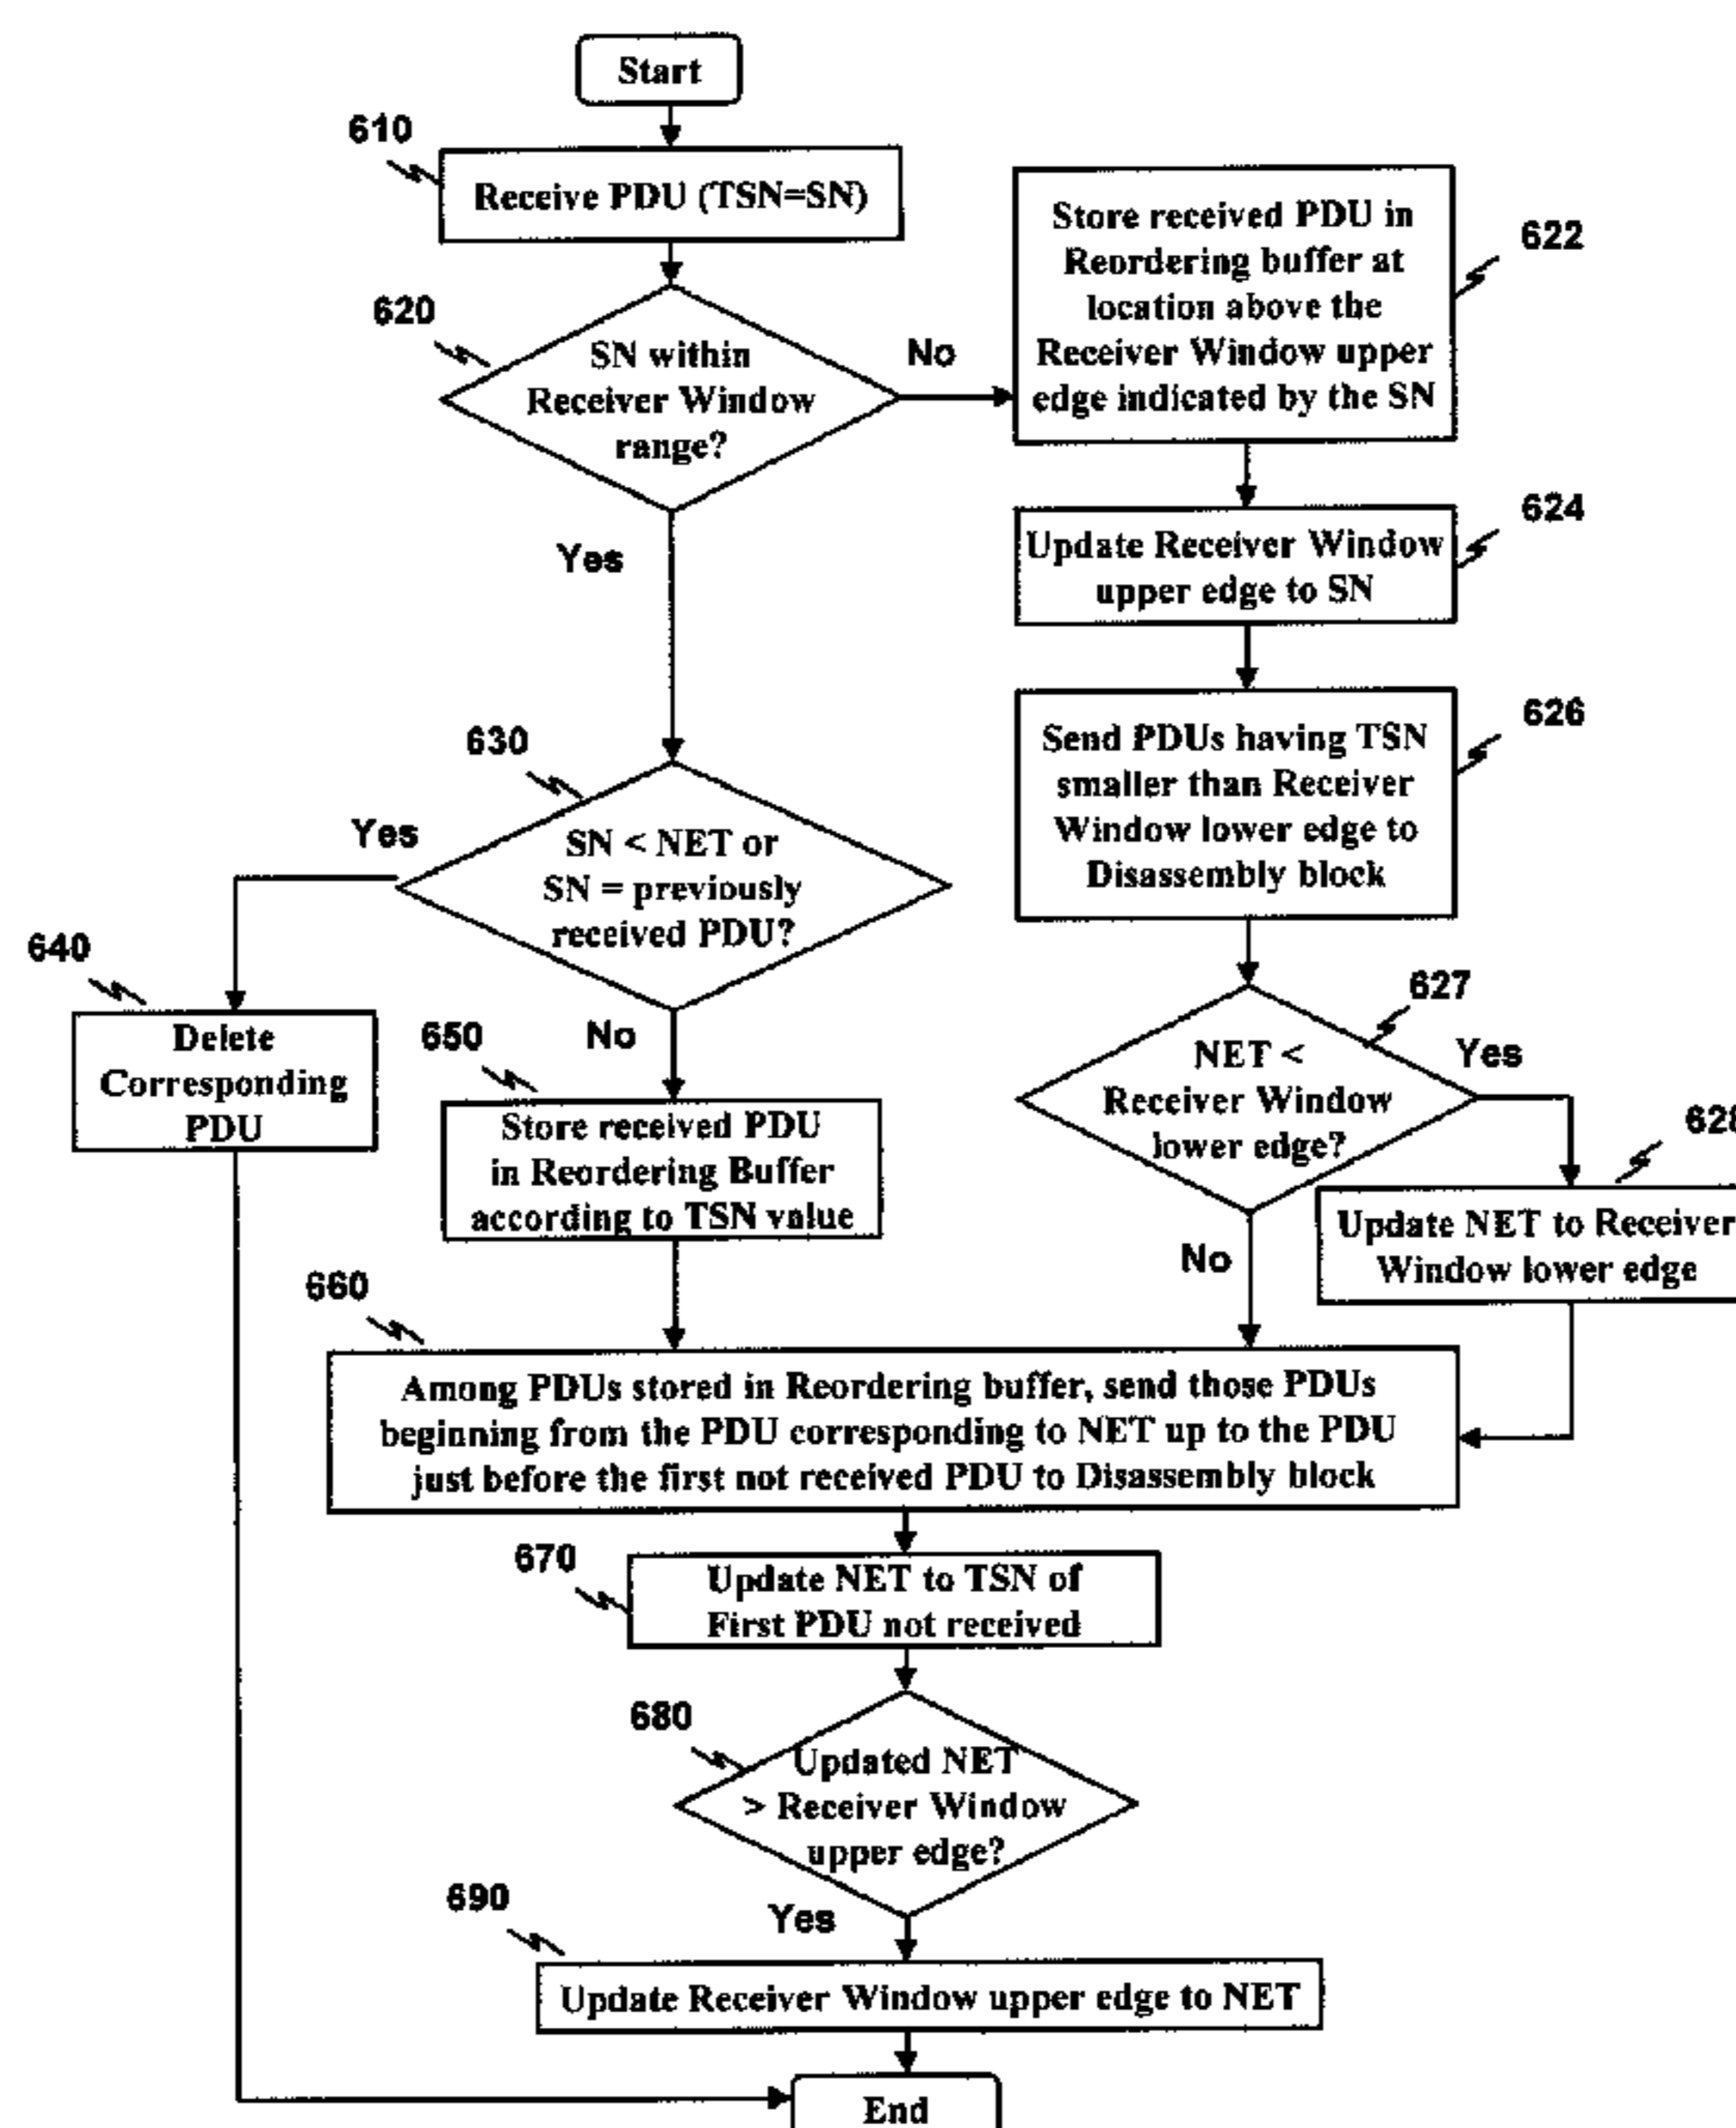 Start
610
Receive PDU (TSN=SN)
620
SN within
Receiver Window
range?
No
Yes
Store received PDU in
Reordering buffer at
location above the
Receiver Window upper
edge indicated by the SN
622
Update Receiver Window
upper edge to SN
624
Send PDUs having TSN
smaller than Receiver
Window lower edge to
Disassembly block
626
630
Yes
SN < NET or
SN = previously
received PDU?
No
640
Delete
Corresponding
PDU
650
Store received PDU
in Reordering Buffer
according to TSN value
627
NET <
Receiver Window
lower edge?
Yes
No
628
Update NET to Receiver
Window lower edge
660
Among PDUs stored in Reordering buffer, send those PDUs
beginning from the PDU corresponding to NET up to the PDU
just before the first not received PDU to Disassembly block
670
Update NET to TSN of
First PDU not received
680
Updated NET
> Receiver Window
upper edge?
Yes
690
Update Receiver Window upper edge to NET
End